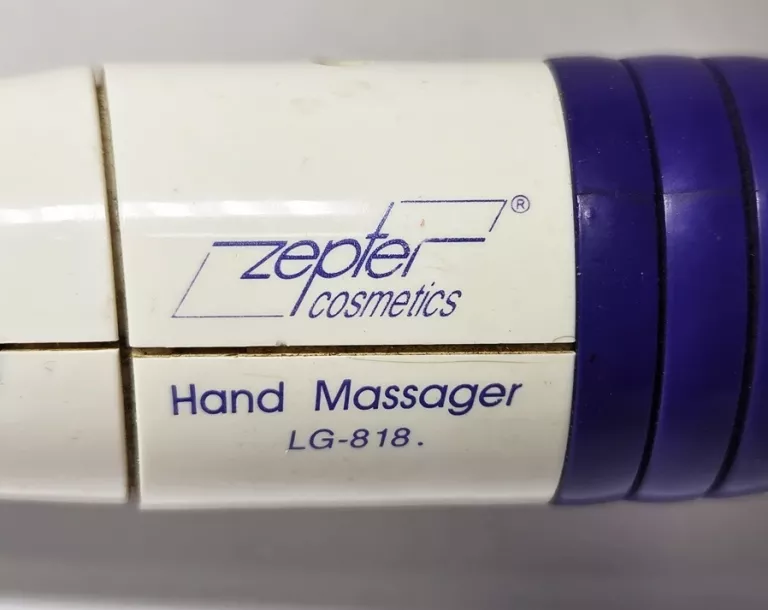 zepter®
cosmetics
Hand Massager
LG-818.